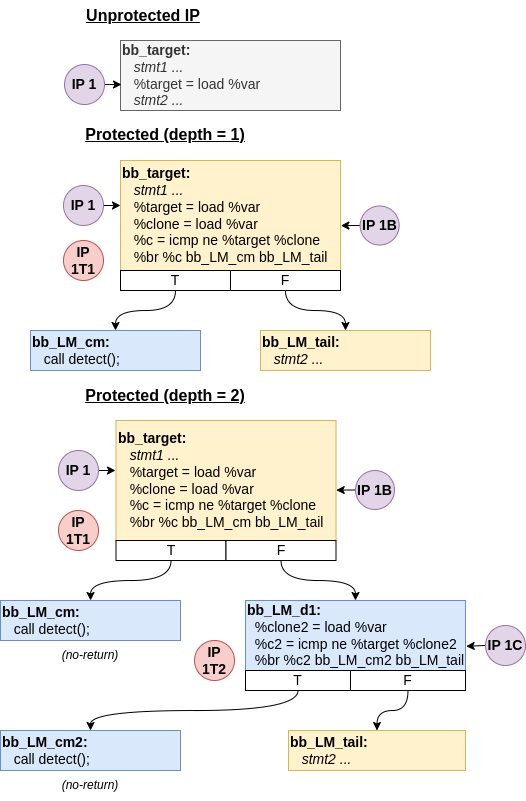 Unprotected IP
bb_target:
stmt1 ...
IP 1
%target = load %var
stmt2 ...
Protected (depth = 1)
bb_target:
stmt1 ...
IP 1
%target = load %var
%clone = load %var
IP 1B
%c = icmp ne %target %clone
IP
1T1
%br %c bb_LM_cm bb_LM_tail
T
F
bb_LM_cm:
call detect();
bb_LM_tail:
stmt2 ...
Protected (depth = 2)
bb_target:
stmt1 ...
IP 1
%target = load %var
%clone = load %var
IP 1B
%c = icmp ne %target %clone
IP
1T1
%br %c bb_LM_cm bb_LM_tail
T
F
bb_LM_cm:
call detect();
(no-return)
bb_LM_d1:
%clone2 = load %var
%c2 = icmp ne %target %clone2
IP 1C
IP
1T2
%br %c2 bb_LM_cm2 bb_LM_tail
T
F
bb_LM_cm2:
call detect();
(no-return)
bb_LM_tail:
stmt2 ...